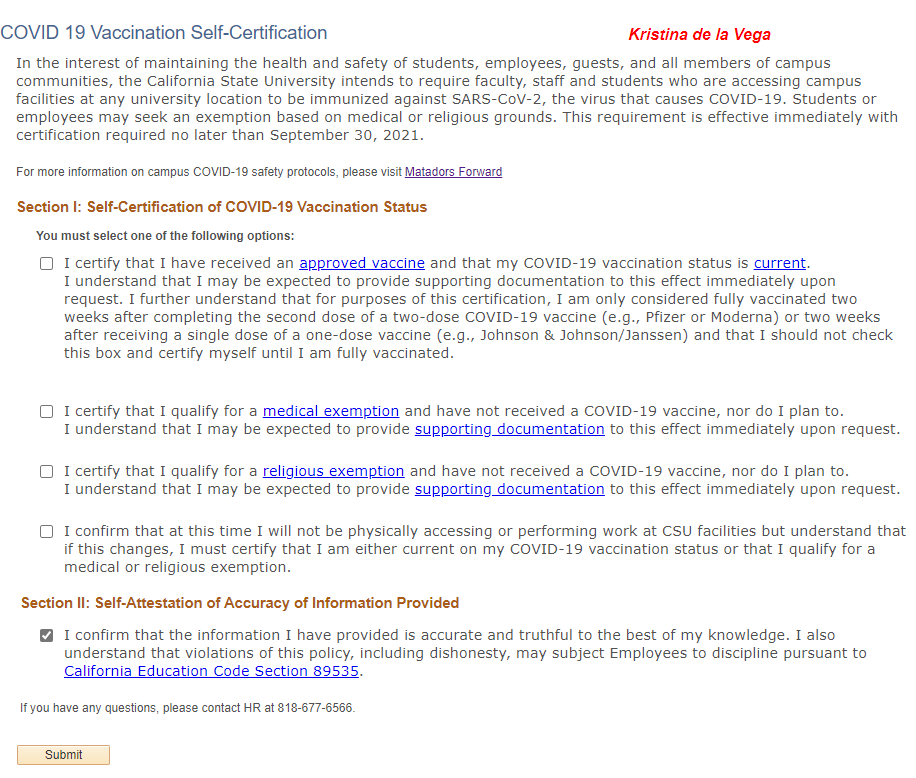 COVID 19 Vaccination Self-Certification
Kristina de la Vega
In the interest of maintaining the health and safety of students, employees, guests, and all members of campus
communities, the California State University intends to require faculty, staff and students who are accessing campus
facilities at any university location to be immunized against SARS-CoV-2, the virus that causes COVID-19. Students or
employees may seek an exemption based on medical or religious grounds. This requirement is effective immediately with
certification required no later than September 30, 2021.
For more information on campus COVID-19 safety protocols, please visit Matadors Forward
Section I: Self-Certification of COVID-19 Vaccination Status
You must select one of the following options:
I certify that I have received an approved vaccine and that my COVID-19 vaccination status is current.
I understand that I may be expected to provide supporting documentation to this effect immediately upon
request. I further understand that for purposes of this certification, I am only considered fully vaccinated two
weeks after completing the second dose of a two-dose COVID-19 vaccine (e.g., Pfizer or Moderna) or two weeks
after receiving a single dose of a one-dose vaccine (e.g., Johnson & Johnson/Janssen) and that I should not check
this box and certify myself until I am fully vaccinated.
I certify that I qualify for a medical exemption and have not received a COVID-19 vaccine, nor do I plan to.
I understand that I may be expected to provide supporting documentation to this effect immediately upon request.
I certify that I qualify for a religious exemption and have not received a COVID-19 vaccine, nor do I plan to.
I understand that I may be expected to provide supporting documentation to this effect immediately upon request.
I confirm that at this time I will not be physically accessing or performing work at CSU facilities but understand that
if this changes, I must certify that I am either current on my COVID-19 vaccination status or that I qualify for a
medical or religious exemption.
Section II: Self-Attestation of Accuracy of Information Provided
I confirm that the information I have provided is accurate and truthful to the best of my knowledge. I also
understand that violations of this policy, including dishonesty, may subject Employees to discipline pursuant to
California Education Code Section 89535.
If you have any questions, please contact HR at 818-677-6566.
Submit